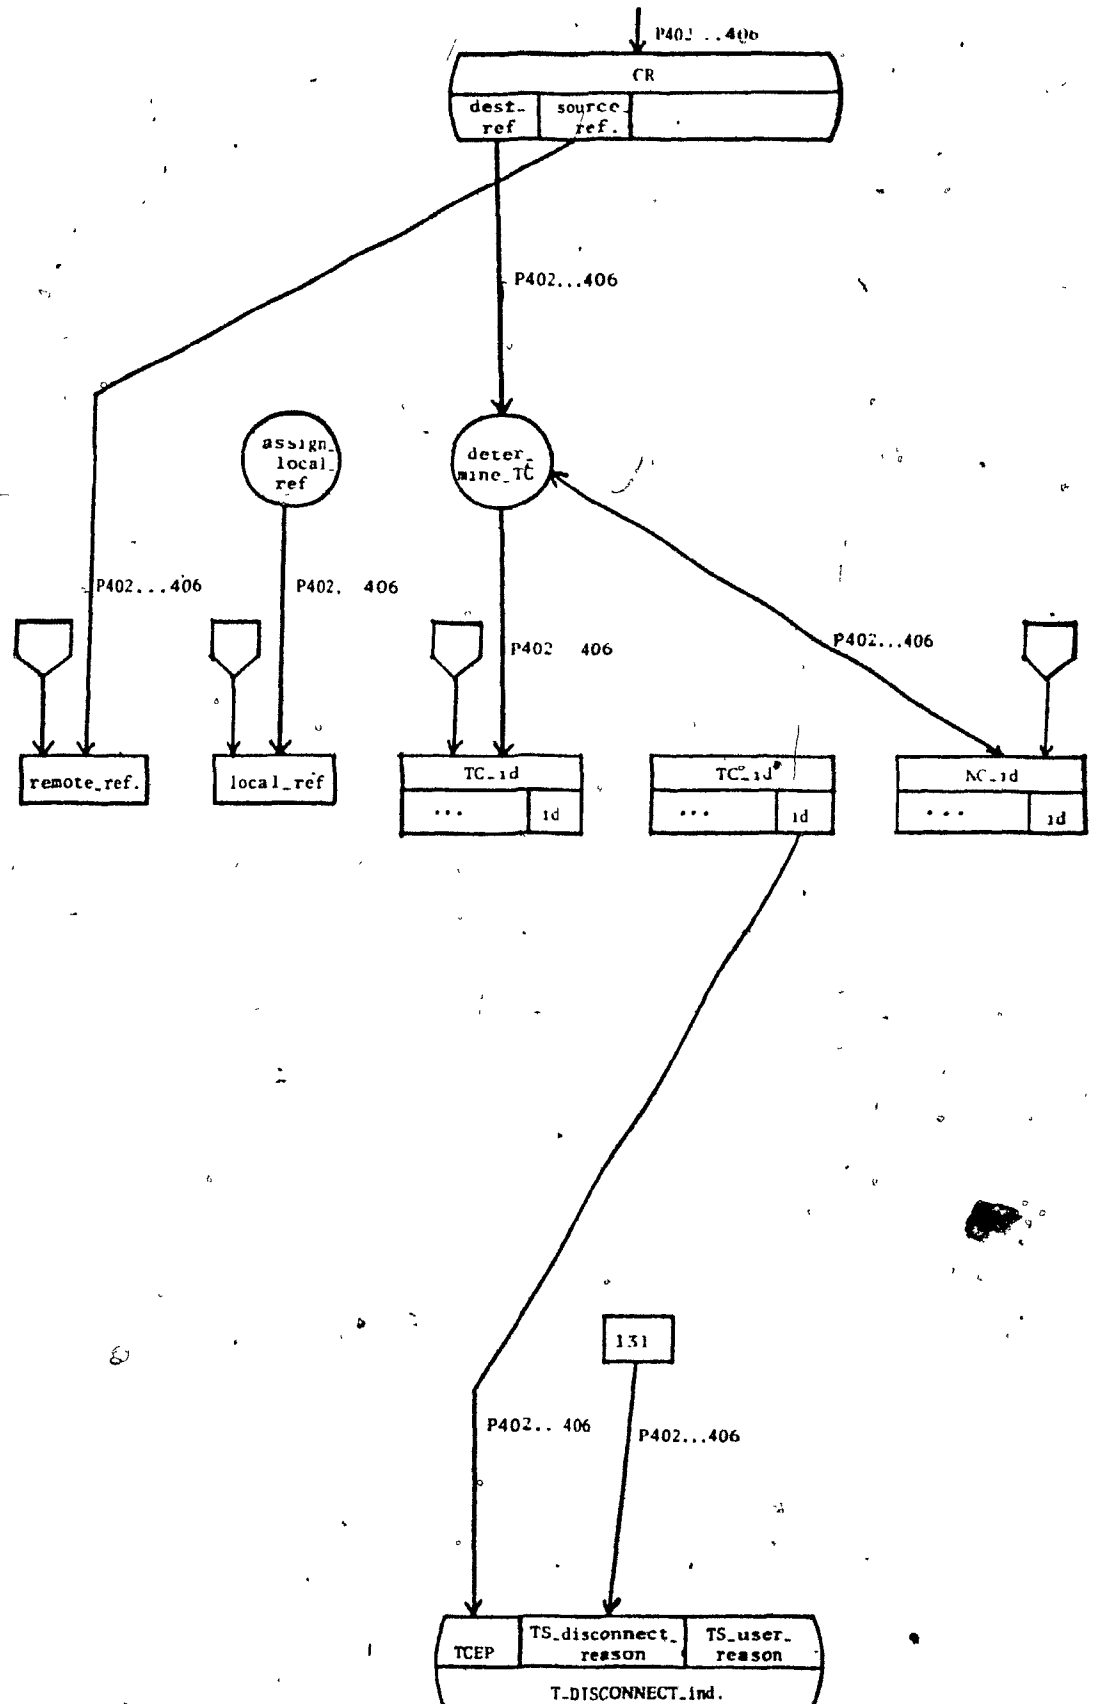 P402...406
CR
dest_ source_
ref ref.
P402...406
assign_
local_
ref
deter_
mine_TC
P402...406
P402. 406
P402 406
P402...406
remote_ref.
local_ref
TC_id
... id
TC_id
... id
NC_id
... id
131
P402.. 406
P402...406
TCEP
TS_disconnect_
reason
TS_user_
reason
T_DISCONNECT_ind.